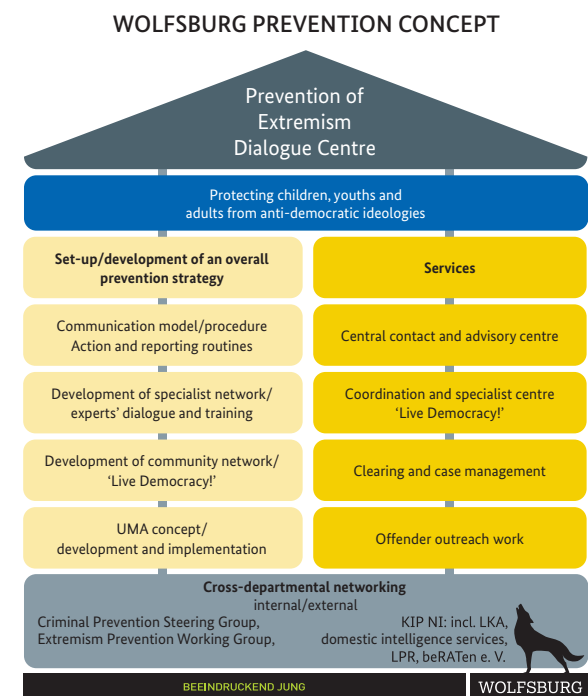 WOLFSBURG PREVENTION CONCEPT
Prevention of
Extremism
Dialogue Centre
Protecting children, youths and
adults from anti-democratic ideologies
Set-up/development of an overall
prevention strategy
Services
Communication model/procedure
Action and reporting routines
Central contact and advisory centre
Development of specialist network/
experts' dialogue and training
Coordination and specialist centre
‘Live Democracy!’
Development of community network/
‘Live Democracy!’
Clearing and case management
UMA concept/
development and implementation
Offender outreach work
Cross-departmental networking
internal/external
Criminal Prevention Steering Group,
Extremism Prevention Working Group,
KIP NI: incl. LKA,
domestic intelligence services,
LPR, beRATen e. V.
BEEINDRUCKEND JUNG
WOLFSBURG